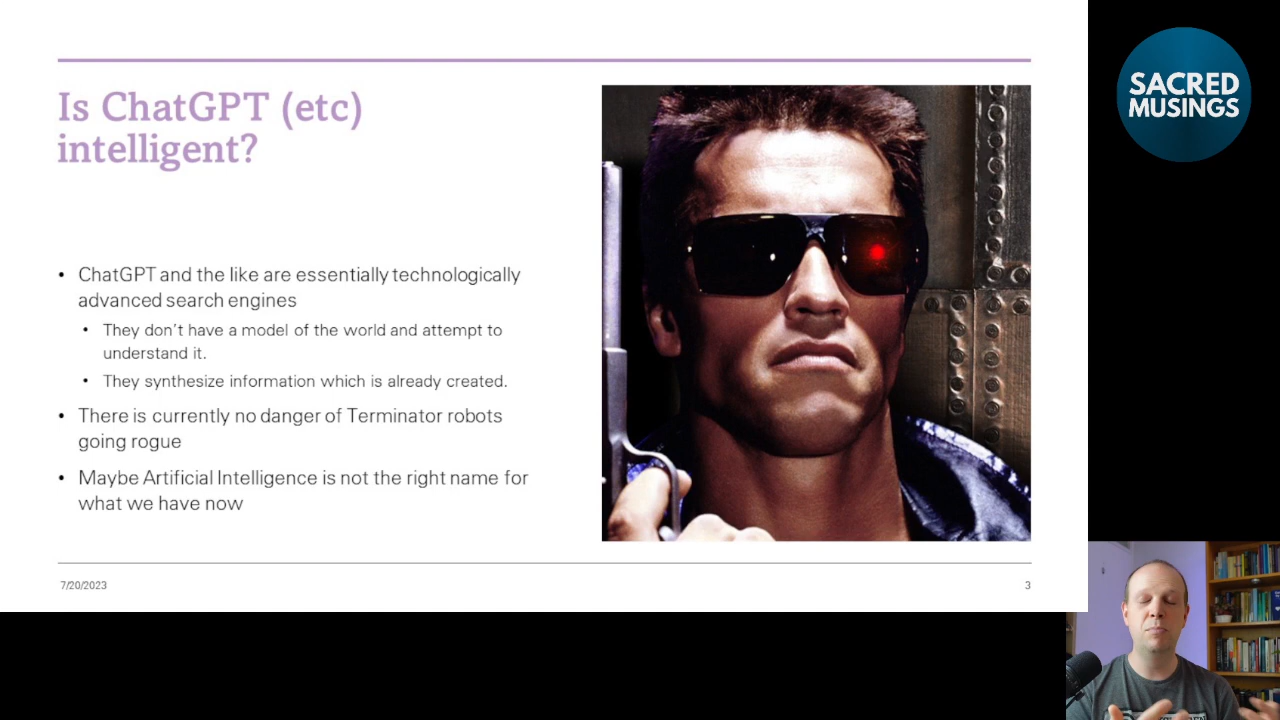 Is ChatGPT (etc)
intelligent?
• ChatGPT and the like are essentially technologically
advanced search engines
• They don't have a model of the world and attempt to
understand it.
• They synthesize information which is already created.
• There is currently no danger of Terminator robots
going rogue
• Maybe Artificial Intelligence is not the right name for
what we have now
7/20/2023
3
SACRED
MUSINGS